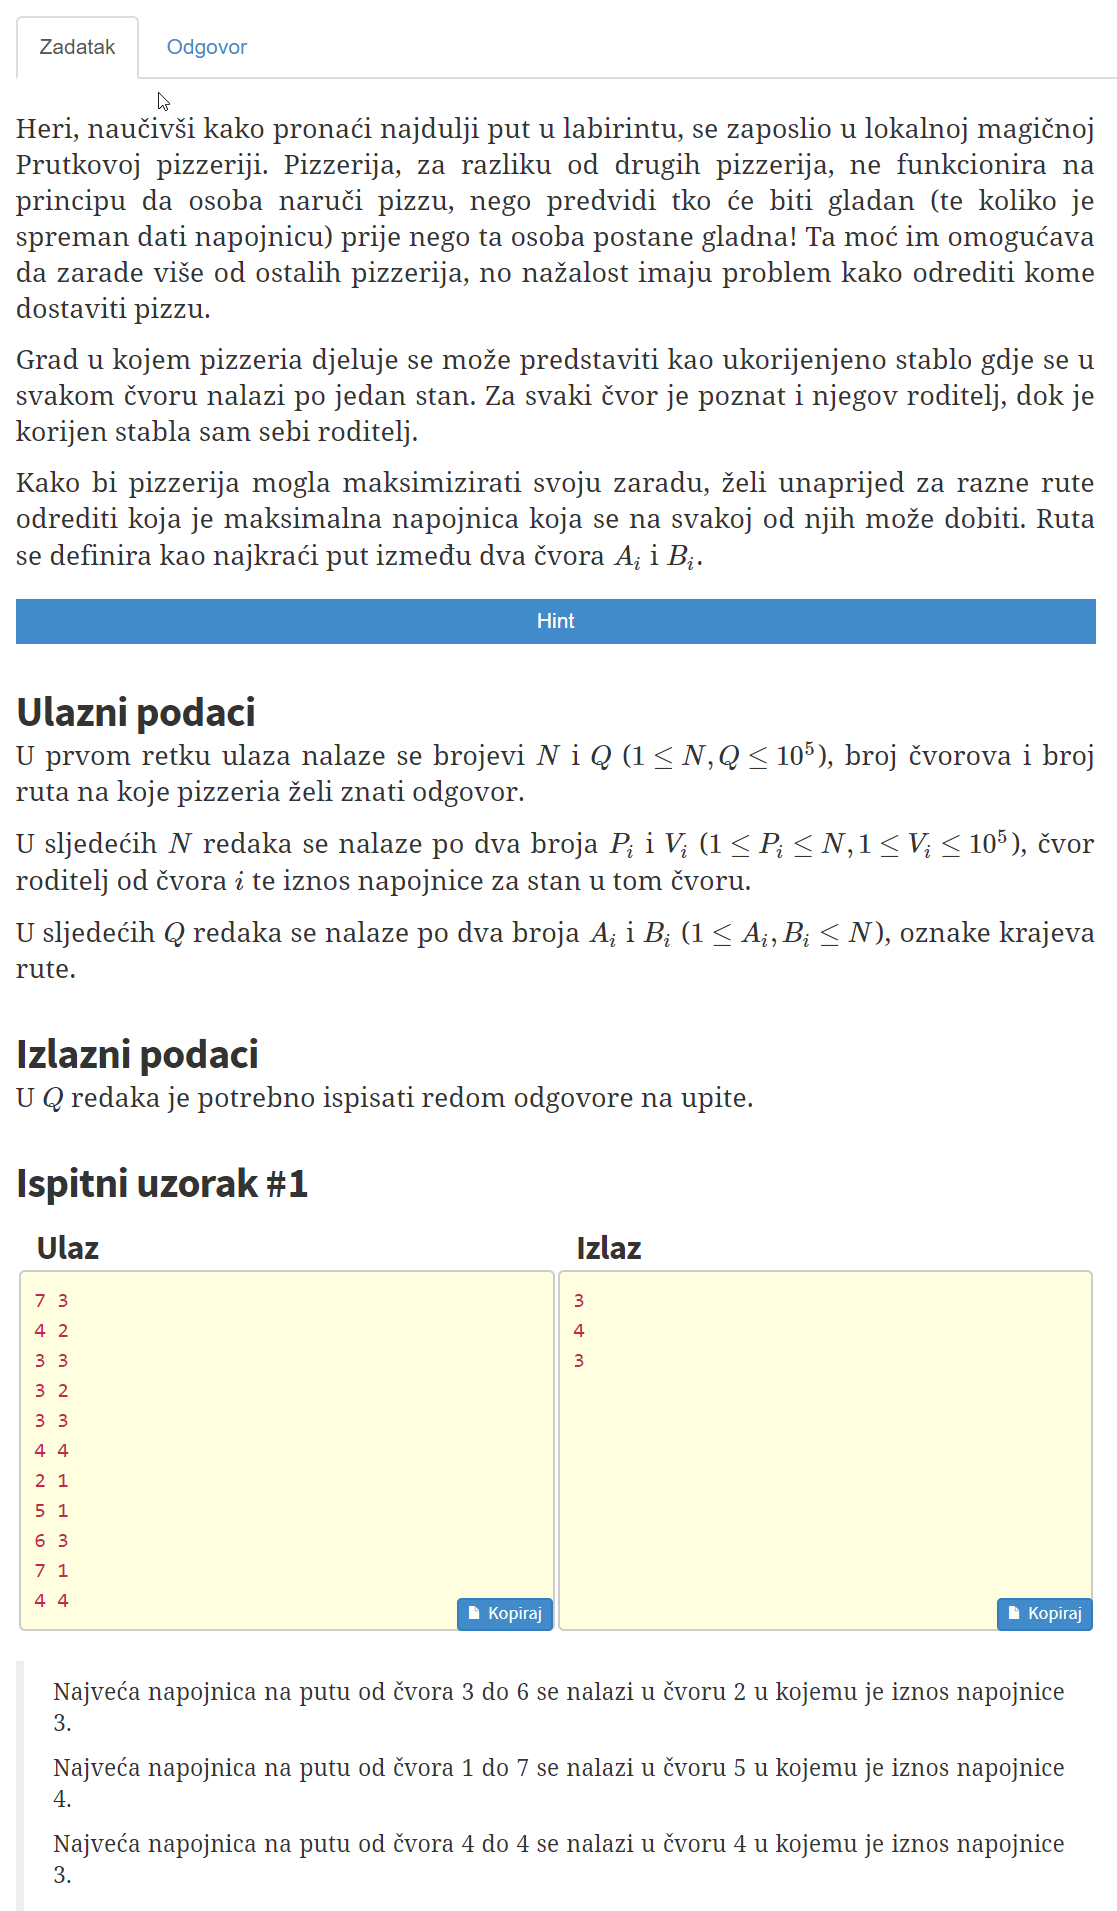 Zadatak Odgovor
Heri, naučivši kako pronaći najdulji put u labirintu, se zaposlio u lokalnoj magičnoj
Prutkovoj pizzeriji. Pizzerija, za razliku od drugih pizzerija, ne funkcionira na
principu da osoba naruči pizzu, nego predvidi tko će biti gladan (te koliko je
spreman dati napojnicu) prije nego ta osoba postane gladna! Ta moć im omogućava
da zarade više od ostalih pizzerija, no nažalost imaju problem kako odrediti kome
dostaviti pizzu.
Grad u kojem pizzeria djeluje se može predstaviti kao ukorijenjeno stablo gdje se u
svakom čvoru nalazi po jedan stan. Za svaki čvor je poznat i njegov roditelj, dok je
korijen stabla sam sebi roditelj.
Kako bi pizzerija mogla maksimizirati svoju zaradu, želi unaprijed za razne rute
odrediti koja je maksimalna napojnica koja se na svakoj od njih može dobiti. Ruta
se definira kao najkraći put između dva čvora $A_i$ i $B_i$.
Hint
Ulazni podaci
U prvom retku ulaza nalaze se brojevi $N$ i $Q$ ($1 \leq N, Q \leq 10^5$), broj čvorova i broj
ruta na koje pizzeria želi znati odgovor.
U sljedećih $N$ redaka se nalaze po dva broja $P_i$ i $V_i$ ($1 \leq P_i \leq N, 1 \leq V_i \leq 10^5$), čvor
roditelj od čvora $i$ te iznos napojnice za stan u tom čvoru.
U sljedećih $Q$ redaka se nalaze po dva broja $A_i$ i $B_i$ ($1 \leq A_i, B_i \leq N$), oznake krajeva
rute.
Izlazni podaci
U $Q$ redaka je potrebno ispisati redom odgovore na upite.
Ispitni uzorak #1
Ulaz
7 3
4 2
3 3
3 2
3 3
4 4
2 1
5 1
6 3
7 1
4 4
Kopiraj
Izlaz
3
4
3
Kopiraj
Najveća napojnica na putu od čvora 3 do 6 se nalazi u čvoru 2 u kojemu je iznos napojnice
3.
Najveća napojnica na putu od čvora 1 do 7 se nalazi u čvoru 5 u kojemu je iznos napojnice
4.
Najveća napojnica na putu od čvora 4 do 4 se nalazi u čvoru 4 u kojemu je iznos napojnice
3.